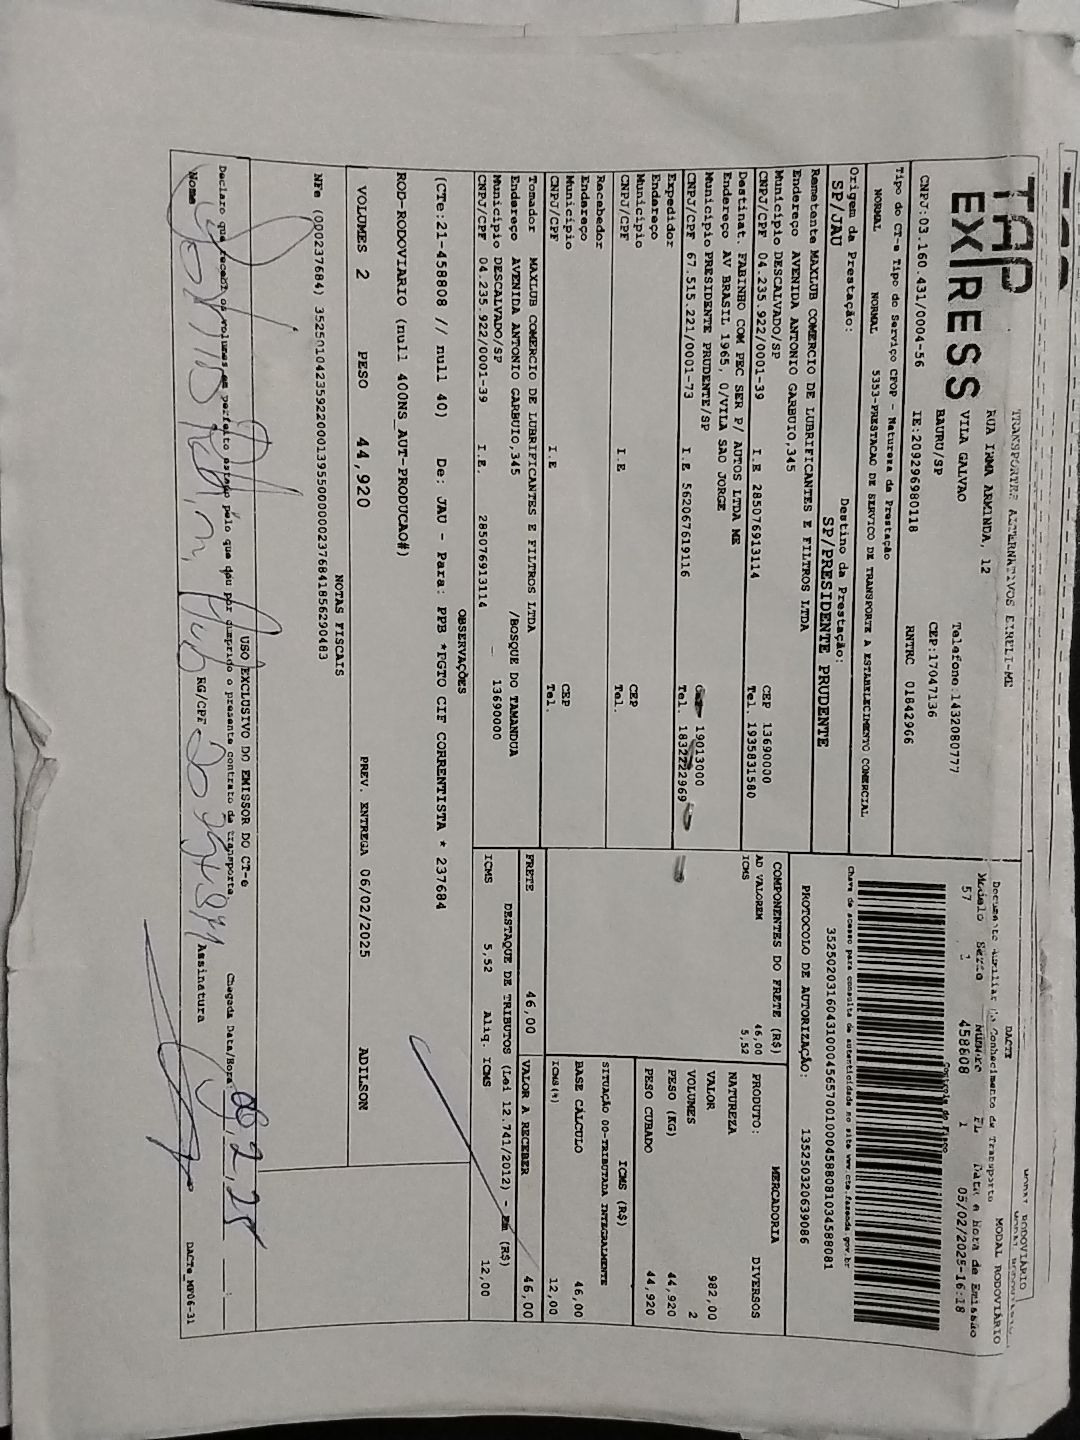 TAP
EXPRESS
TRANSPORTES ALTERNATIVOS EIRELI-ME
RUA IRMA ARMINDA, 12
VILA GALVAO
Telefone:1432080777
BAURU/SP
CEP:17047136
CNPJ:03.160.431/0004-56
IE:209296980118
RNTRC 01842966
DACTE
MODAL RODOVIÁRIO
Documento Auxiliar do Conhecimento de Transporte
MODAL RODOVIÁRIO
Modelo Serie Número FL Data e Hora de Emissão
57 458808 1 05/02/2025-16:18
Controle do Fisco
Tipo do CT-e Tipo do Serviço CFOP - Natureza da Prestação
NORMAL NORMAL 5353-PRESTACAO DE SERVICO DE TRANSPORTE A ESTABELECIMENTO COMERCIAL
Chave de acesso para consulta de autenticidade no site www.cte.fazenda.gov.br
35250203160431000456570010004588081034588081
Origem da Prestação:
Destino da Prestação:
SP/JAU
SP/PRESIDENTE PRUDENTE
PROTOCOLO DE AUTORIZAÇÃO: 135250320639086
Remetente MAXLUB COMERCIO DE LUBRIFICANTES E FILTROS LTDA
Endereço AVENIDA ANTONIO GARBUIO,345
Município DESCALVADO/SP CEP 13690000
CNPJ/CPF 04.235.922/0001-39 I.E 285076913114 Tel. 1935831580
Destinat. FABINHO COM PEC SER P/ AUTOS LTDA ME
Endereço AV BRASIL 1965, 0/VILA SAO JORGE
Município PRESIDENTE PRUDENTE/SP 19013000
CNPJ/CPF 67.515.221/0001-73 I.E 562067619116 Tel. 1832222969
Expedidor
Endereço
Município CEP
CNPJ/CPF I.E Tel.
Recebedor
Endereço
Município CEP
CNPJ/CPF I.E Tel.
Tomador MAXLUB COMERCIO DE LUBRIFICANTES E FILTROS LTDA
Endereço AVENIDA ANTONIO GARBUIO,345 /BOSQUE DO TAMANDUA
Município DESCALVADO/SP 13690000
CNPJ/CPF 04.235.922/0001-39 I.E. 285076913114
COMPONENTES DO FRETE (R$)
AD VALOREM 46,00
ICMS 5,52
MERCADORIA
PRODUTO: DIVERSOS
NATUREZA
VALOR 982,00
VOLUMES 2
PESO (KG) 44,920
PESO CUBADO 44,920
ICMS (R$)
SITUAÇÃO 00-TRIBUTADA INTEGRALMENTE
BASE CÁLCULO 46,00
ICMS(%) 12,00
FRETE 46,00 VALOR A RECEBER 46,00
DESTAQUE DE TRIBUTOS (Lei 12.741/2012) - Em (R$)
ICMS 5,52 Aliq. ICMS 12,00
OBSERVAÇÕES
(CTe:21-458808 // null 40) De: JAU - Para: PPB *PGTO CIF CORRENTISTA * 237684
ROD-RODOVIARIO (null 400NS_AUT-PRODUCAO#)
VOLUMES 2 PESO 44,920 PREV. ENTREGA 06/02/2025 ADILSON
NOTAS FISCAIS
NFe (000237684) 35250104235922000139550000002376841856290483
USO EXCLUSIVO DO EMISSOR DO CT-e
Declaro que recebi os volumes em perfeito estado pelo que dou por cumprido o presente contrato de transporte.
Chegada Data/Hora
Nome RG/CPF Assinatura
DACTe_MP06-31